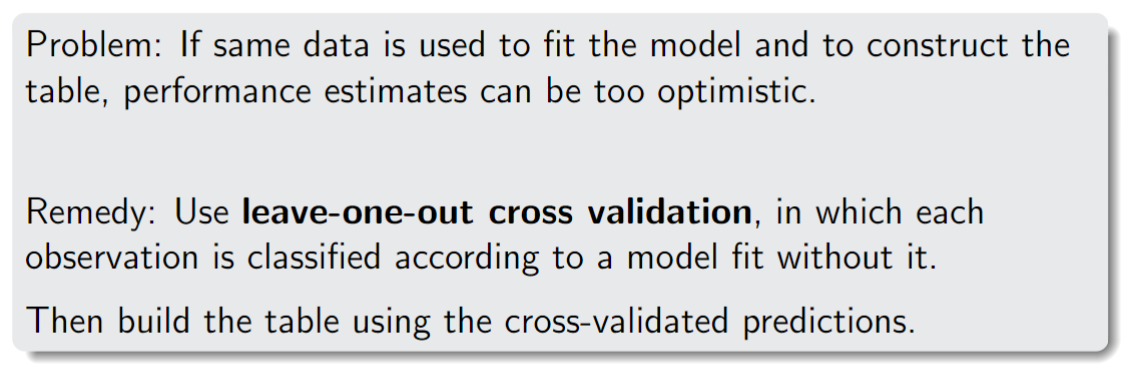 Problem: If same data is used to fit the model and to construct the
table, performance estimates can be too optimistic.
Remedy: Use leave-one-out cross validation, in which each
observation is classified according to a model fit without it.
Then build the table using the cross-validated predictions.